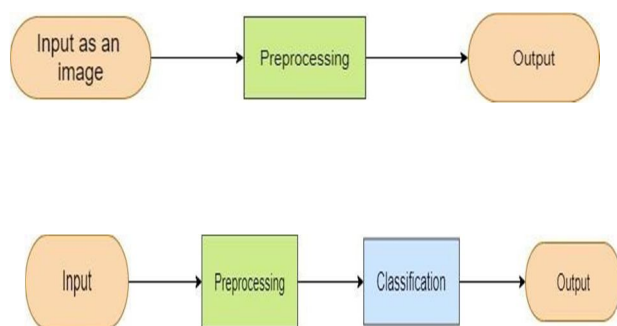 Input as an
image
Preprocessing
Output
Input
Preprocessing
Classification
Output